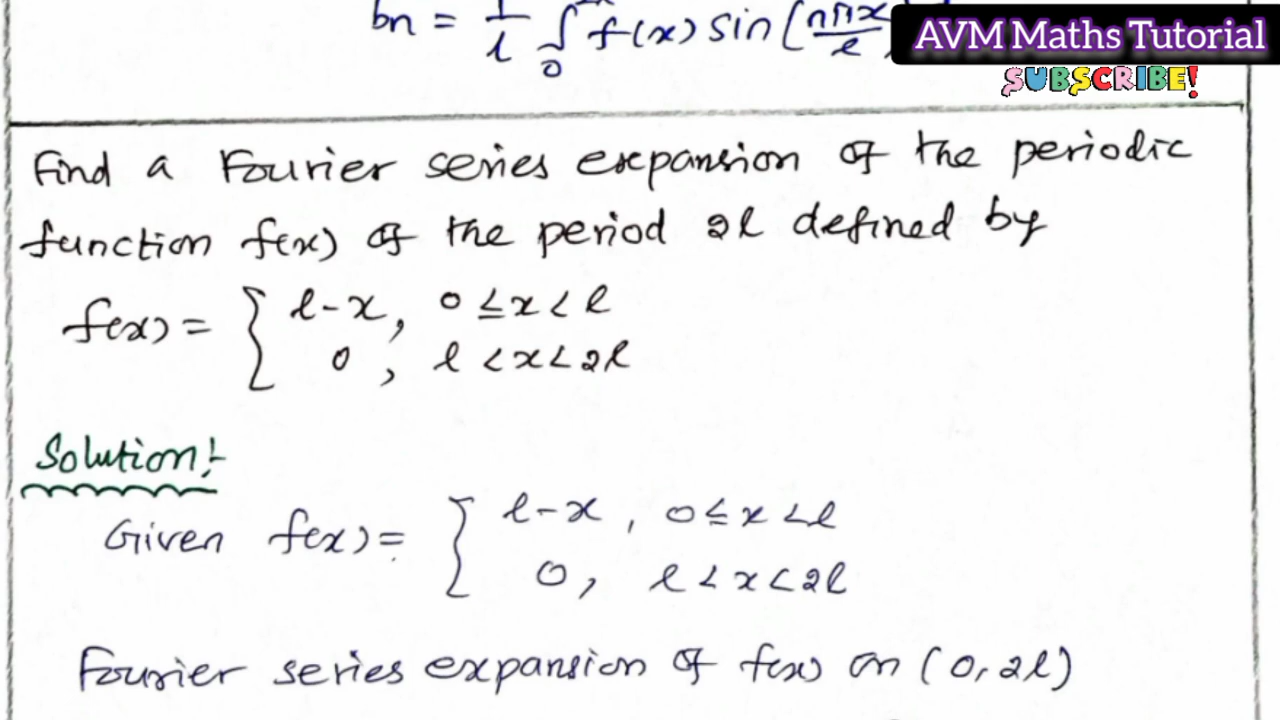 bn = 1/l ∫0 f(x) sin [nπx/l
AVM Maths Tutorial
SUBSCRIBE!
Find a Fourier series expansion of the periodic
function f(x) of the period 2l defined by
f(x) = { l-x, 0 ≤ x < l
0, l < x < 2l
Solution:-
Given f(x) = { l-x, 0 ≤ x < l
0, l < x < 2l
Fourier series expansion of f(x) on (0, 2l)